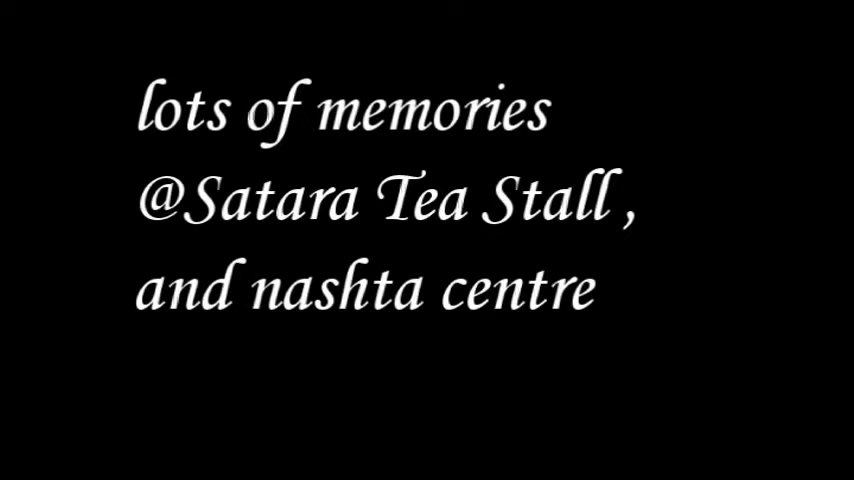 lots of memories
@Satara Tea Stall ,
and nashta centre